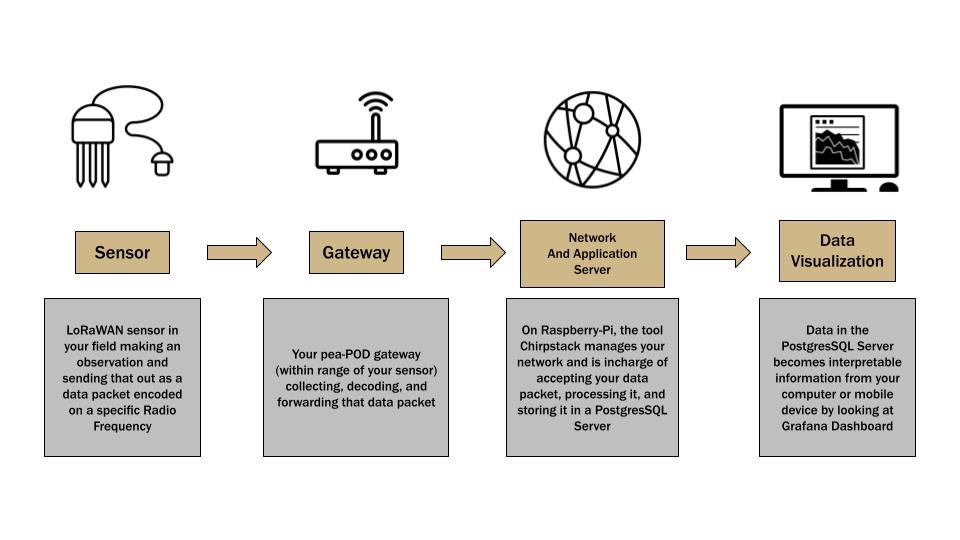 Sensor
Gateway
Network
And Application
Server
Data
Visualization
LoRaWAN sensor in
your field making an
observation and
sending that out as a
data packet encoded
on a specific Radio
Frequency
Your pea-POD gateway
(within range of your sensor)
collecting, decoding, and
forwarding that data packet
On Raspberry-Pi, the tool
Chirpstack manages your
network and is incharge of
accepting your data
packet, processing it, and
storing it in a PostgresSQL
Server
Data in the
PostgresSQL Server
becomes interpretable
information from your
computer or mobile
device by looking at
Grafana Dashboard